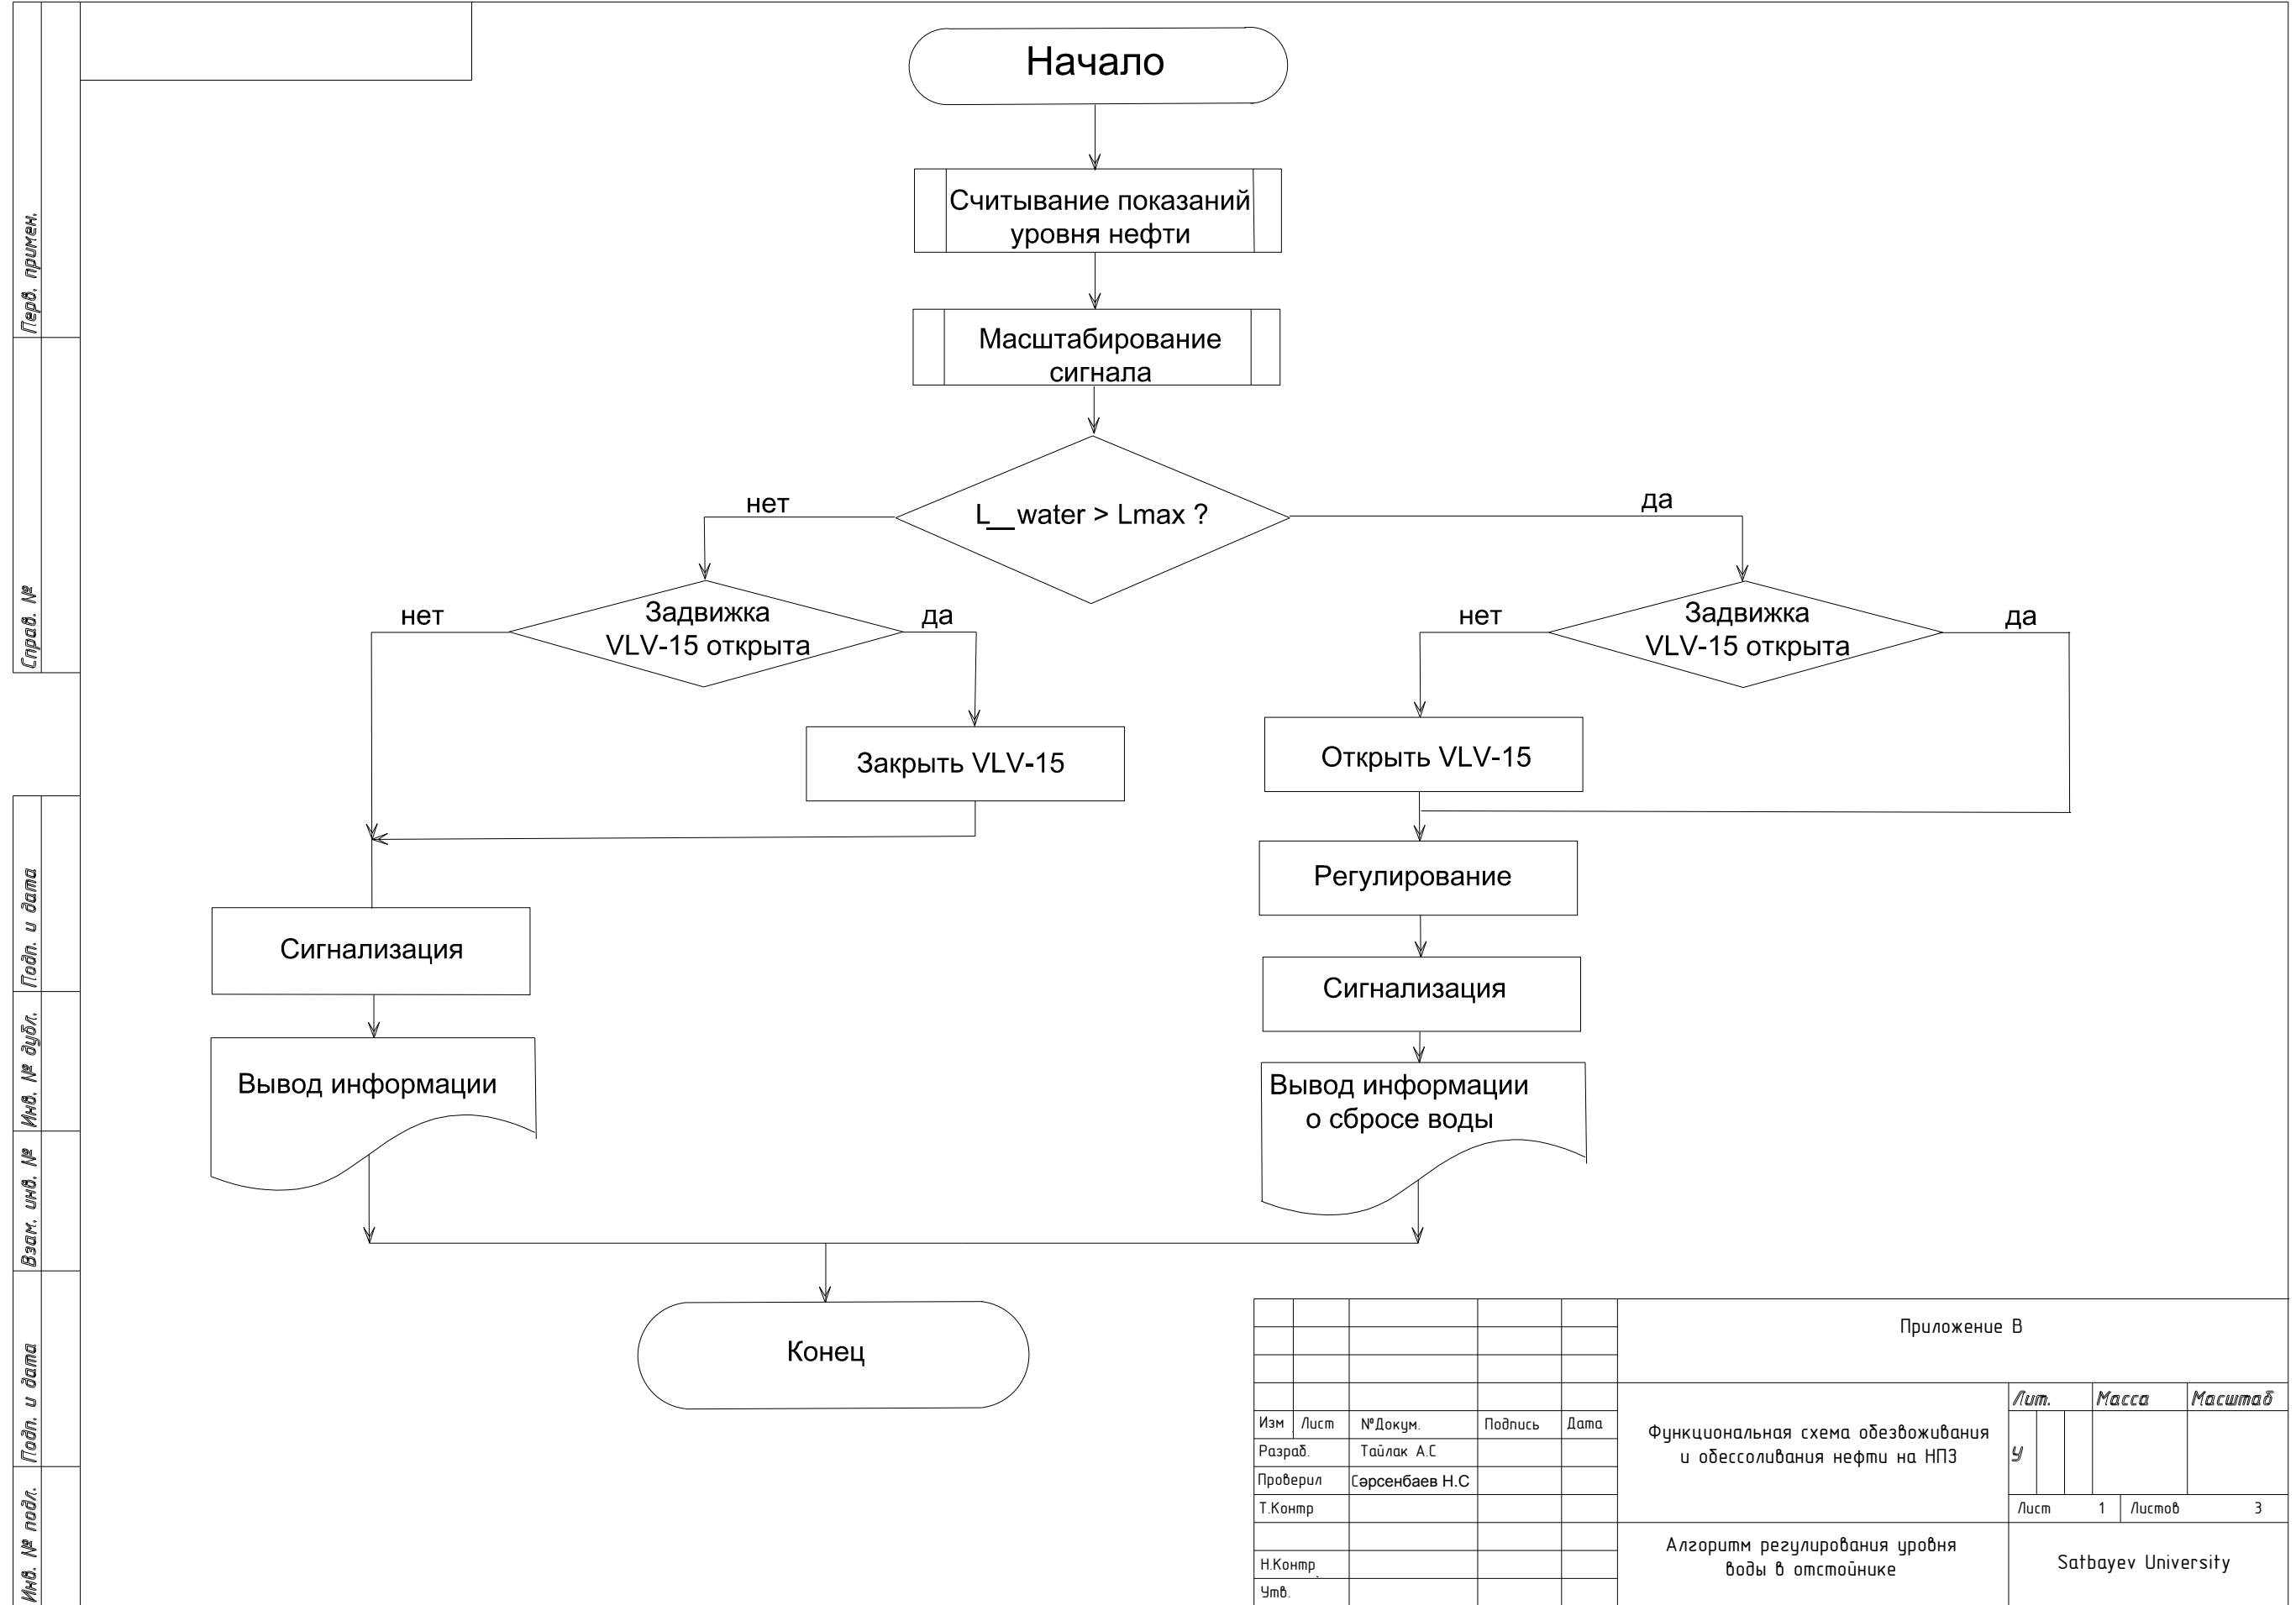 Начало
Считывание показаний
уровня нефти
Масштабирование
сигнала
L__water > Lmax ?
нет
да
Задвижка
VLV-15 открыта
нет
да
Закрыть VLV-15
Задвижка
VLV-15 открыта
нет
да
Открыть VLV-15
Регулирование
Сигнализация
Сигнализация
Вывод информации
Вывод информации
о сбросе воды
Конец
Перв. примен.
Справ. №
Подп. и дата
Инв. № дубл.
Взам. инв. №
Подп. и дата
Инв. № подл.
Приложение В
Лит. Масса Масштаб
Изм Лист №Докум. Подпись Дата
Разраб. Тайлак А.С
Проверил Сәрсенбаев Н.С
Т.Контр
Н.Контр.
Утв.
Функциональная схема обезвоживания
и обессоливания нефти на НПЗ
У
Лист 1 Листов 3
Алгоритм регулирования уровня
воды в отстойнике
Satbayev University